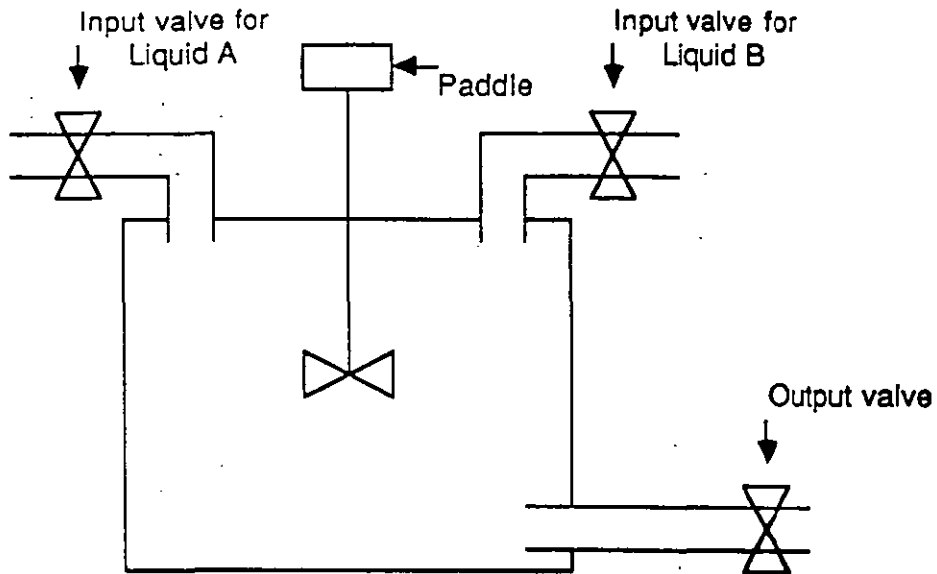 Input valve for
Liquid A
Input valve for
Liquid B
Paddle
Output valve